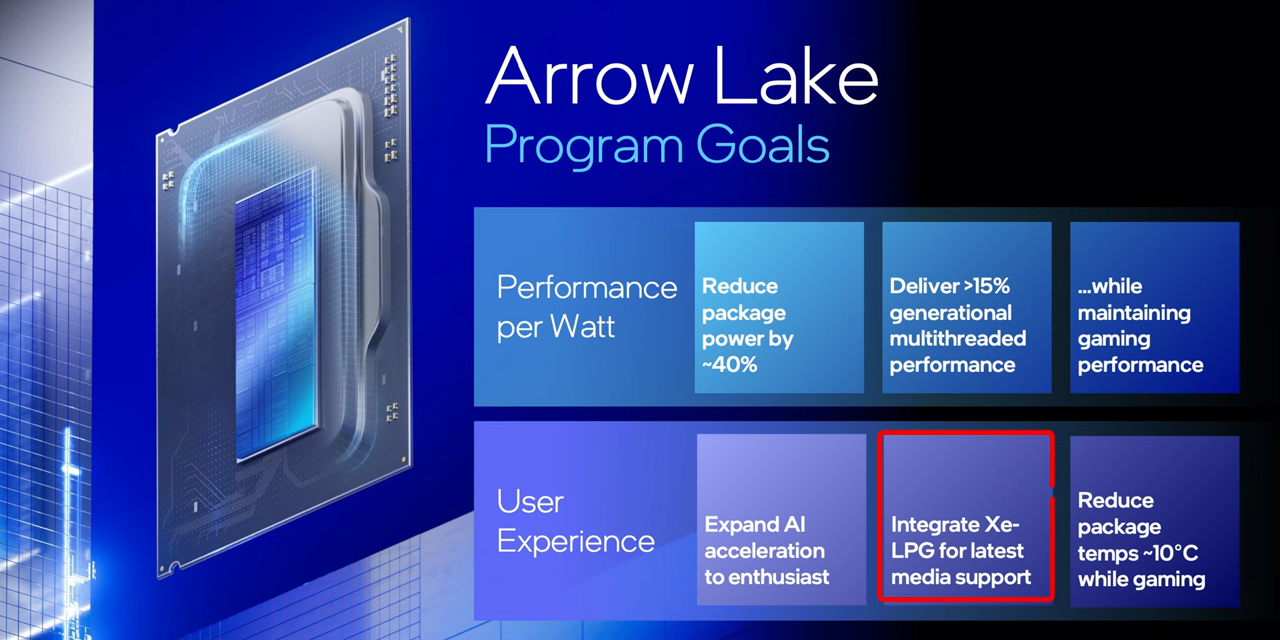 Arrow Lake
Program Goals
Performance
per Watt
Reduce
package
power by
~40%
Deliver >15%
generational
multithreaded
performance
...while
maintaining
gaming
performance
User
Experience
Expand AI
acceleration
to enthusiast
Integrate Xe-
LPG for latest
media support
Reduce
package
temps ~10°C
while gaming